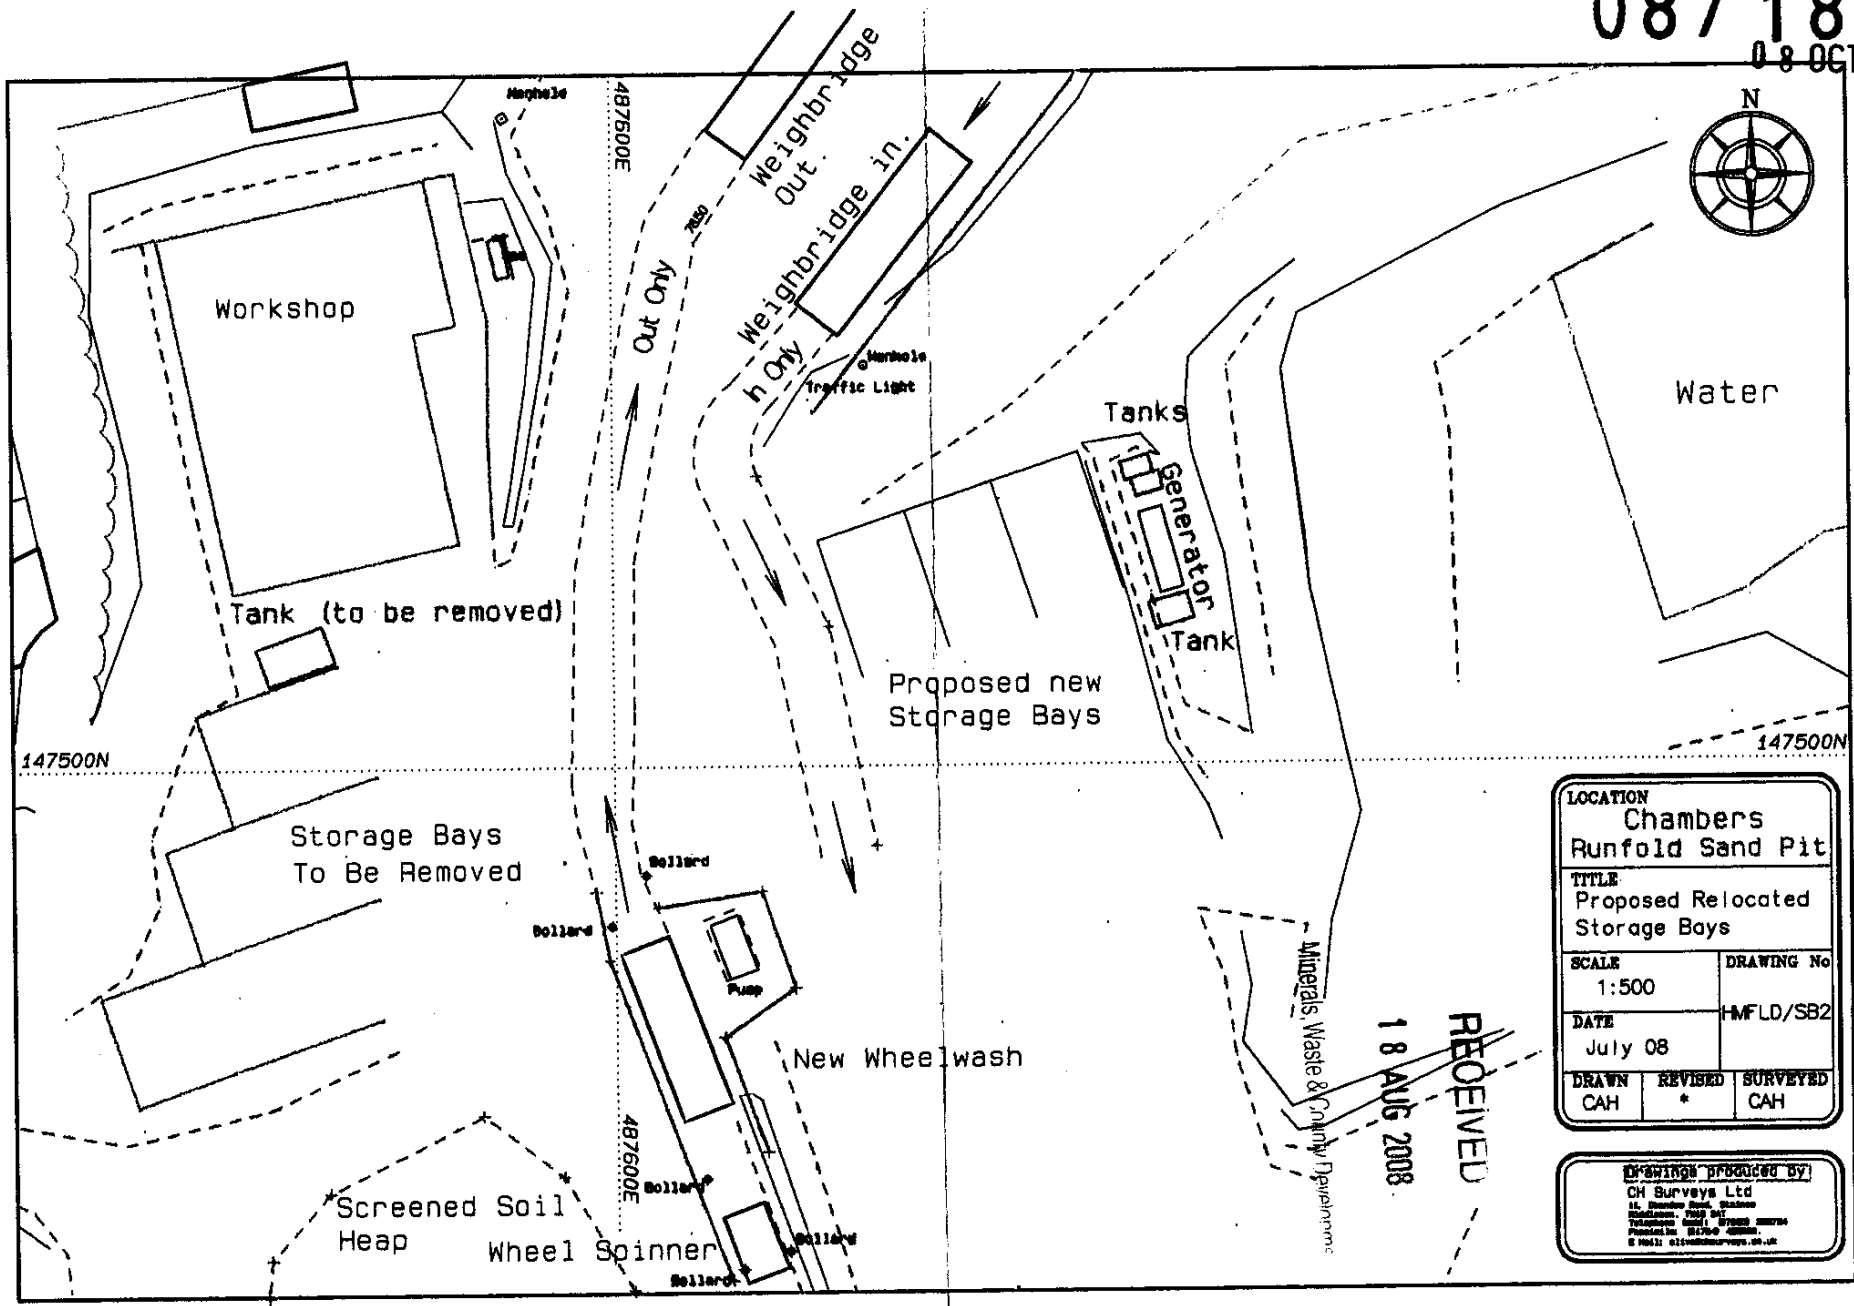 08/18
08 OCT
N
Manhole
487600E
Weighbridge
Out.
Weighbridge in.
78.50
Out Only
In Only
Manhole
Traffic Light
Workshop
Tanks
Generator
Tank
Water
Tank (to be removed)
Proposed new
Storage Bays
147500N
147500N
Storage Bays
To Be Removed
Bollard
Bollard
Pump
New Wheelwash
487600E
Bollard
Screened Soil
Heap
Wheel Spinner
Bollard
Bollard
RECEIVED
18 AUG 2008
Minerals, Waste & County Developme
LOCATION
Chambers
Runfold Sand Pit
TITLE
Proposed Relocated
Storage Bays
SCALE
1:500
DRAWING No
HMFLD/SB2
DATE
July 08
DRAWN
CAH
REVISED
*
SURVEYED
CAH
Drawings produced by
CH Surveys Ltd